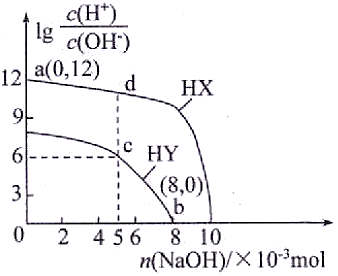 lg c(H⁺)/c(OH⁻)
a(0,12)
12
d
HX
9
c
6
HY
(8,0)
3
b
0
2 4 5 6 8 10
n(NaOH)/×10⁻³mol